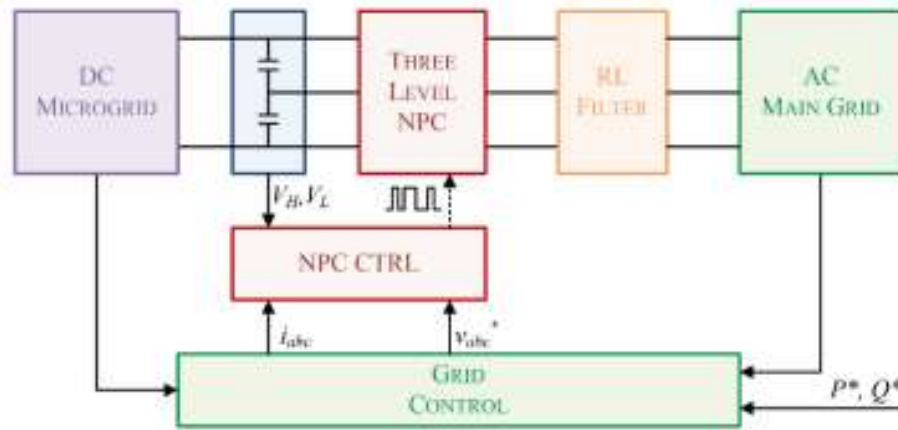 DC
MICROGRID
THREE
LEVEL
NPC
RL
FILTER
AC
MAIN GRID
V_H, V_L
NPC CTRL
i_abc
v_abc*
GRID
CONTROL
P*, Q*